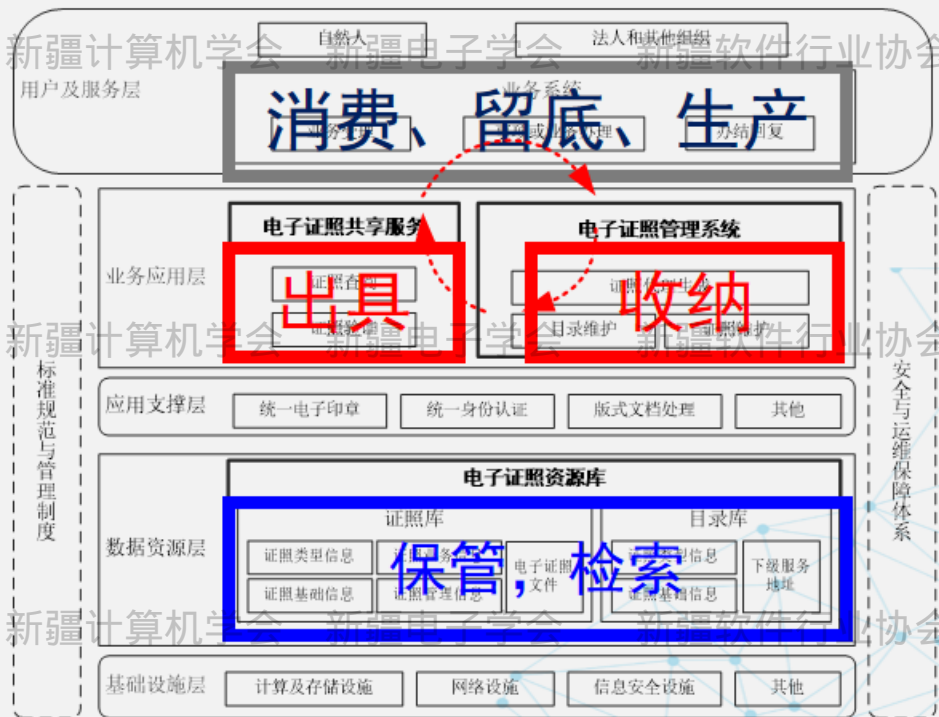 自然人
法人和其他组织
新疆计算机学会 新疆电子学会 新疆软件行业协会
用户及服务层
业务系统
消费、留底、生产
办结回复
电子证照共享服务
电子证照管理系统
业务应用层
出具
收纳
目录维护
新疆计算机学会 新疆电子学会 新疆软件行业协会
标准规范与管理制度
安全与运维保障体系
应用支撑层
统一电子印章
统一身份认证
版式文档处理
其他
电子证照资源库
数据资源层
证照库
目录库
证照类型信息
电子证照文件
下级服务地址
保管，检索
证照基础信息
证照管理信息
证照基础信息
新疆计算机学会 新疆电子学会 新疆软件行业协会
基础设施层
计算及存储设施
网络设施
信息安全设施
其他